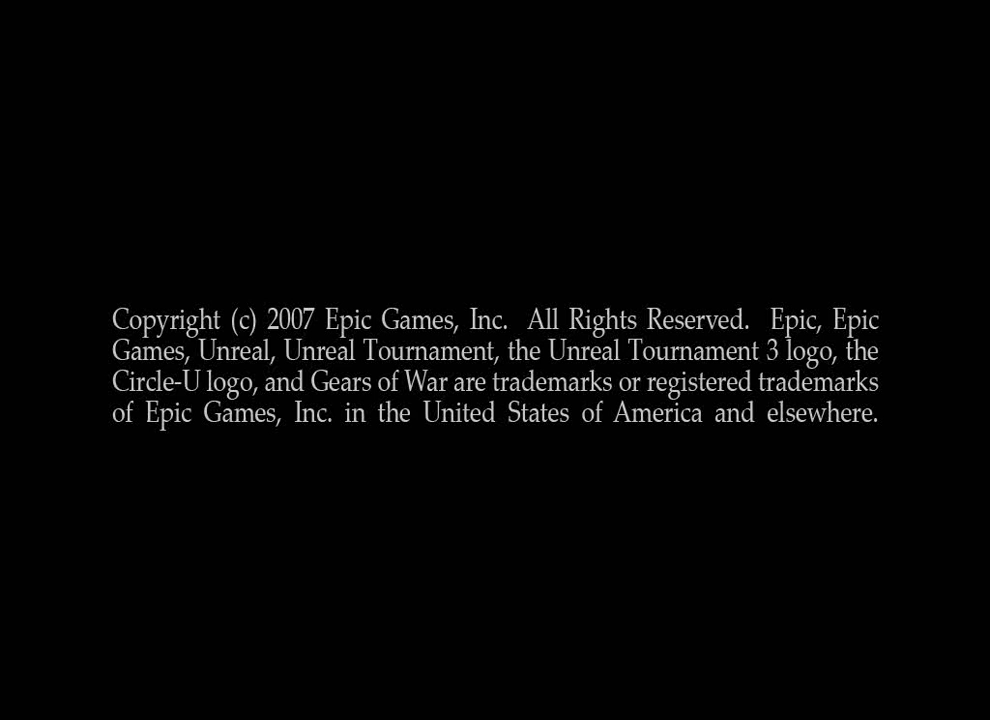 Copyright (c) 2007 Epic Games, Inc.  All Rights Reserved.  Epic, Epic
Games, Unreal, Unreal Tournament, the Unreal Tournament 3 logo, the
Circle-U logo, and Gears of War are trademarks or registered trademarks
of Epic Games, Inc. in the United States of America and elsewhere.